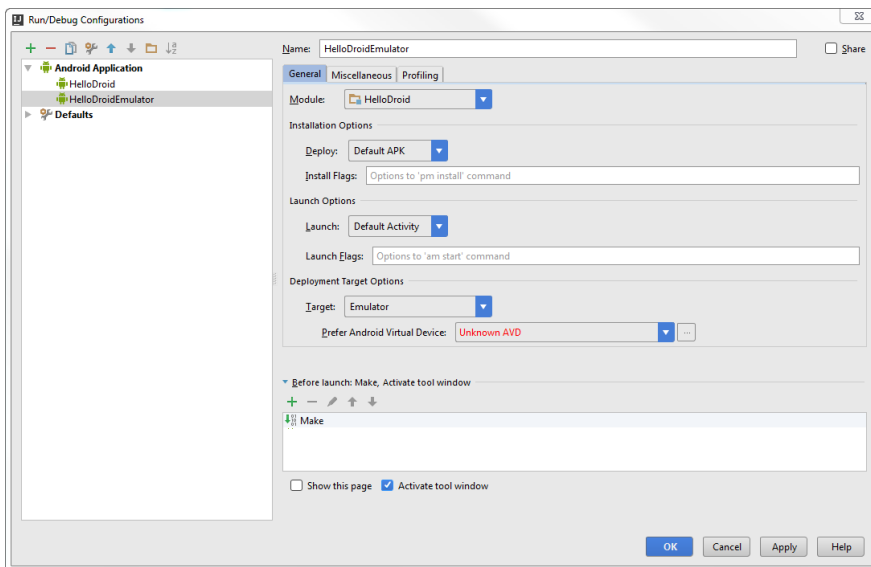 Run/Debug Configurations
Name: HelloDroidEmulator Share
Android Application
HelloDroid
HelloDroidEmulator
Defaults
General Miscellaneous Profiling
Module: HelloDroid
Installation Options
Deploy: Default APK
Install Flags: Options to 'pm install' command
Launch Options
Launch: Default Activity
Launch Flags: Options to 'am start' command
Deployment Target Options
Target: Emulator
Prefer Android Virtual Device: Unknown AVD ...
Before launch: Make, Activate tool window
Make
Show this page Activate tool window
OK Cancel Apply Help